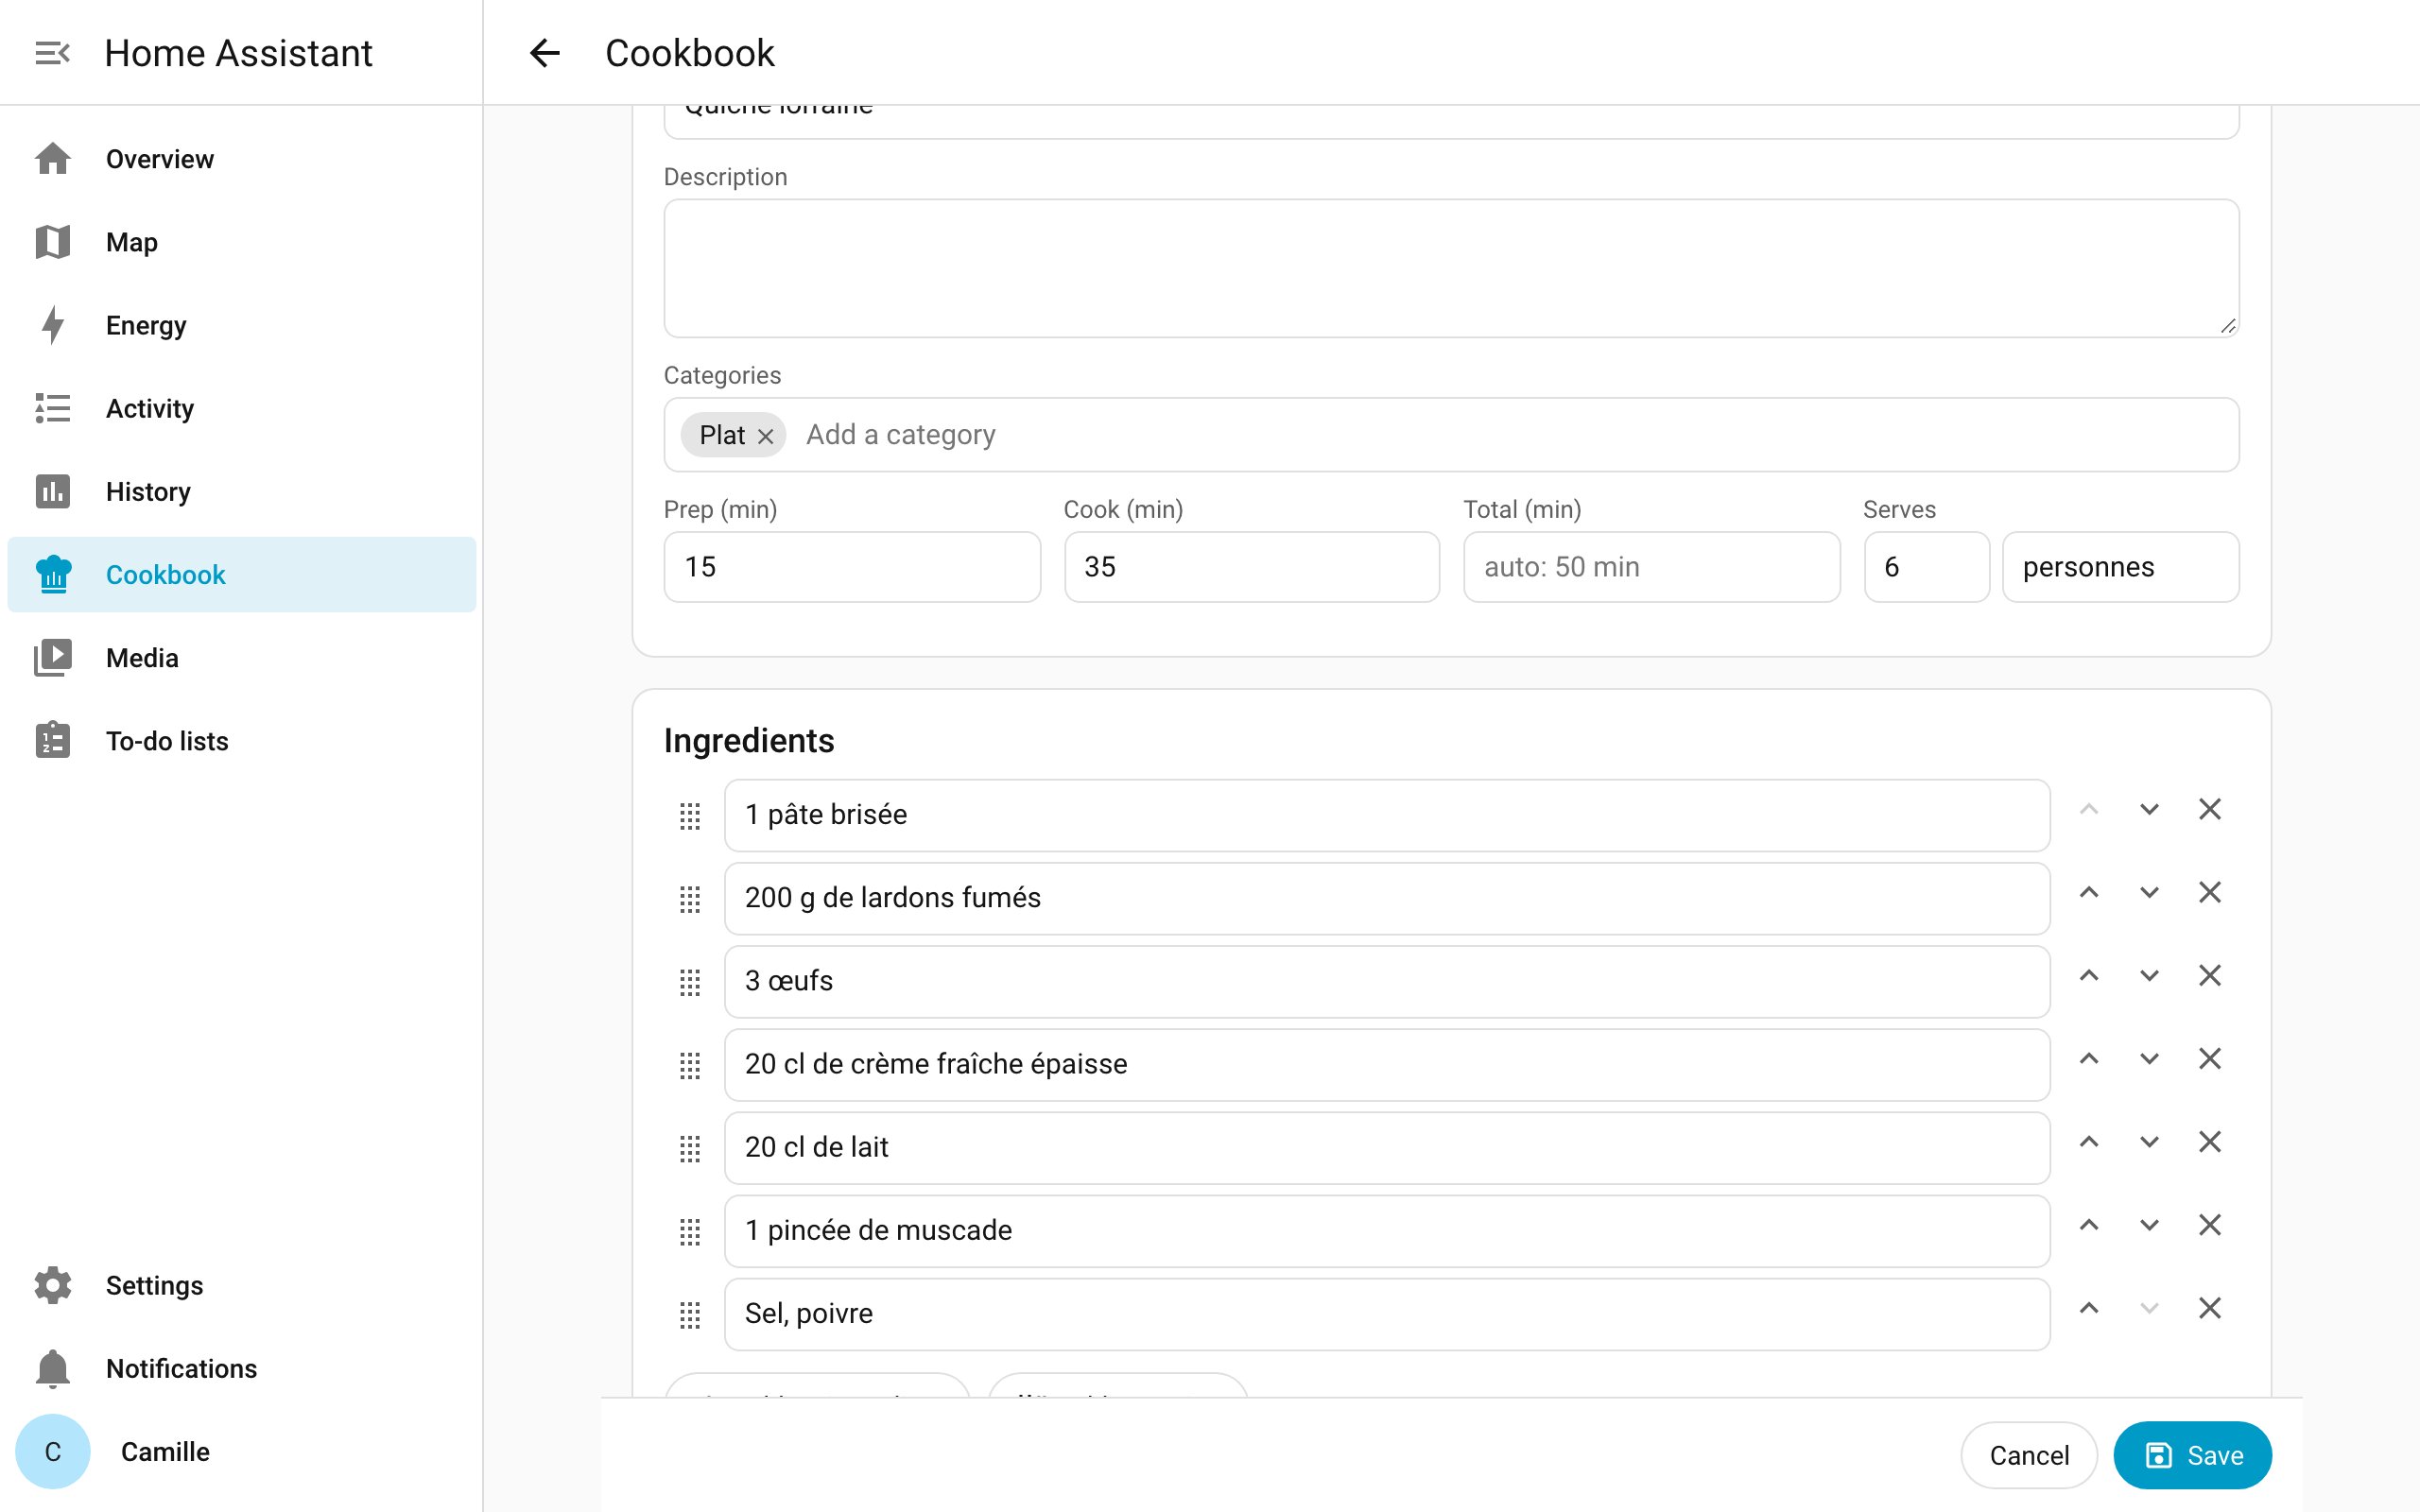 Home Assistant
Cookbook
Overview
Map
Energy
Activity
History
Cookbook
Media
To-do lists
Settings
Notifications
C
Camille
Quiche lorraine
Description
Categories
Plat
Add a category
Prep (min)
Cook (min)
Total (min)
Serves
15
35
auto: 50 min
6
personnes
Ingredients
1 pâte brisée
200 g de lardons fumés
3 œufs
20 cl de crème fraîche épaisse
20 cl de lait
1 pincée de muscade
Sel, poivre
Cancel
Save